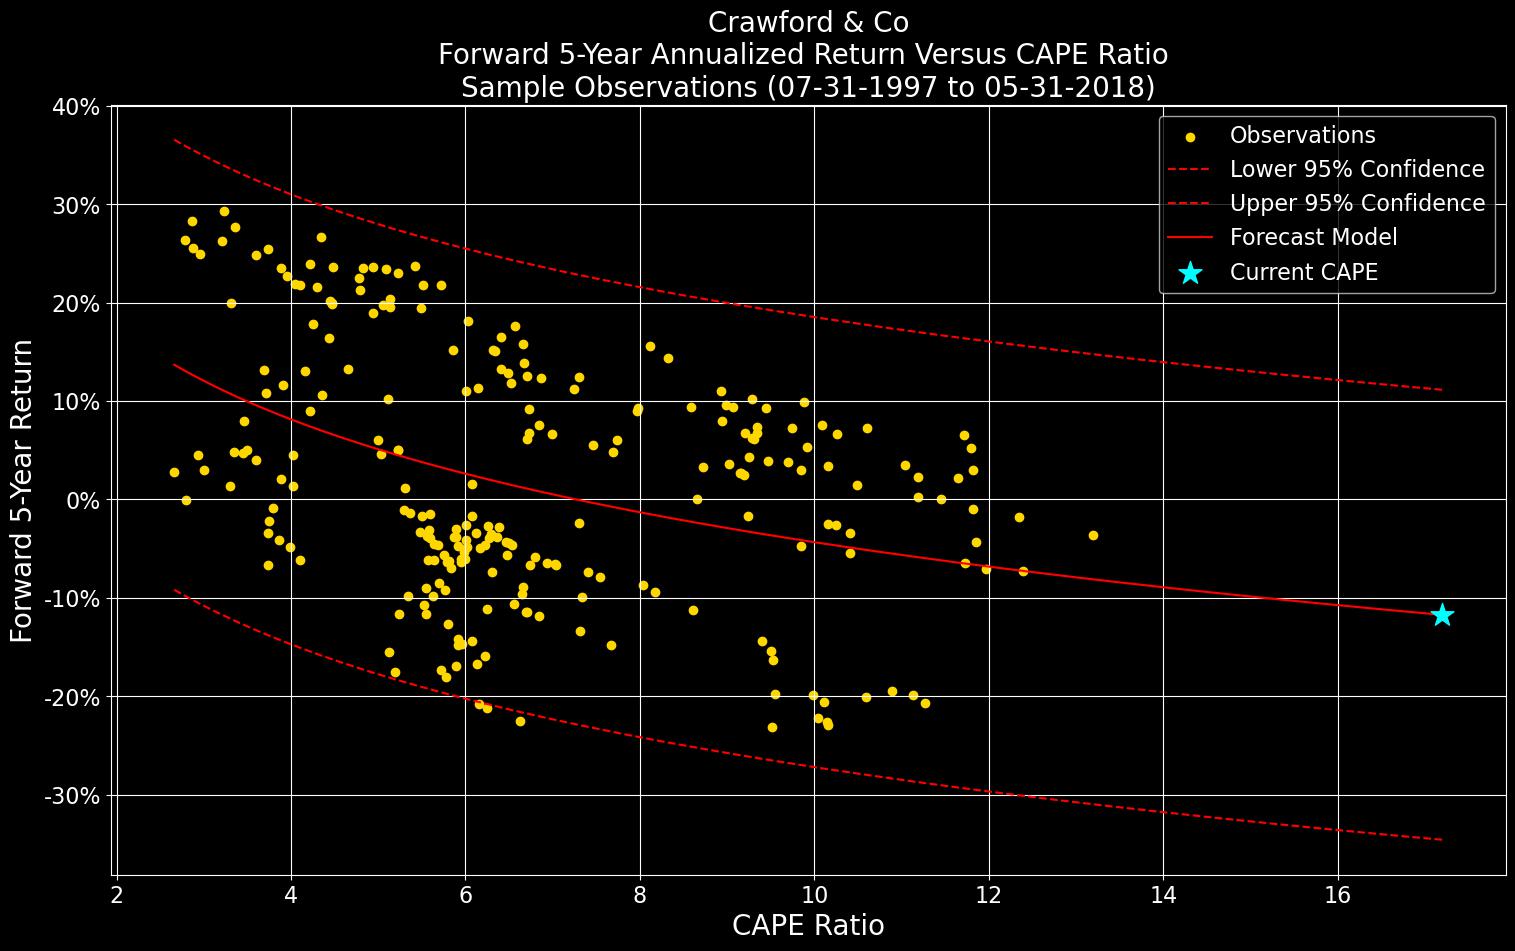 Crawford & Co
Forward 5-Year Annualized Return Versus CAPE Ratio
Sample Observations (07-31-1997 to 05-31-2018)
Observations
Lower 95% Confidence
Upper 95% Confidence
Forecast Model
Current CAPE
Forward 5-Year Return
40%
30%
20%
10%
0%
-10%
-20%
-30%
2 4 6 8 10 12 14 16
CAPE Ratio